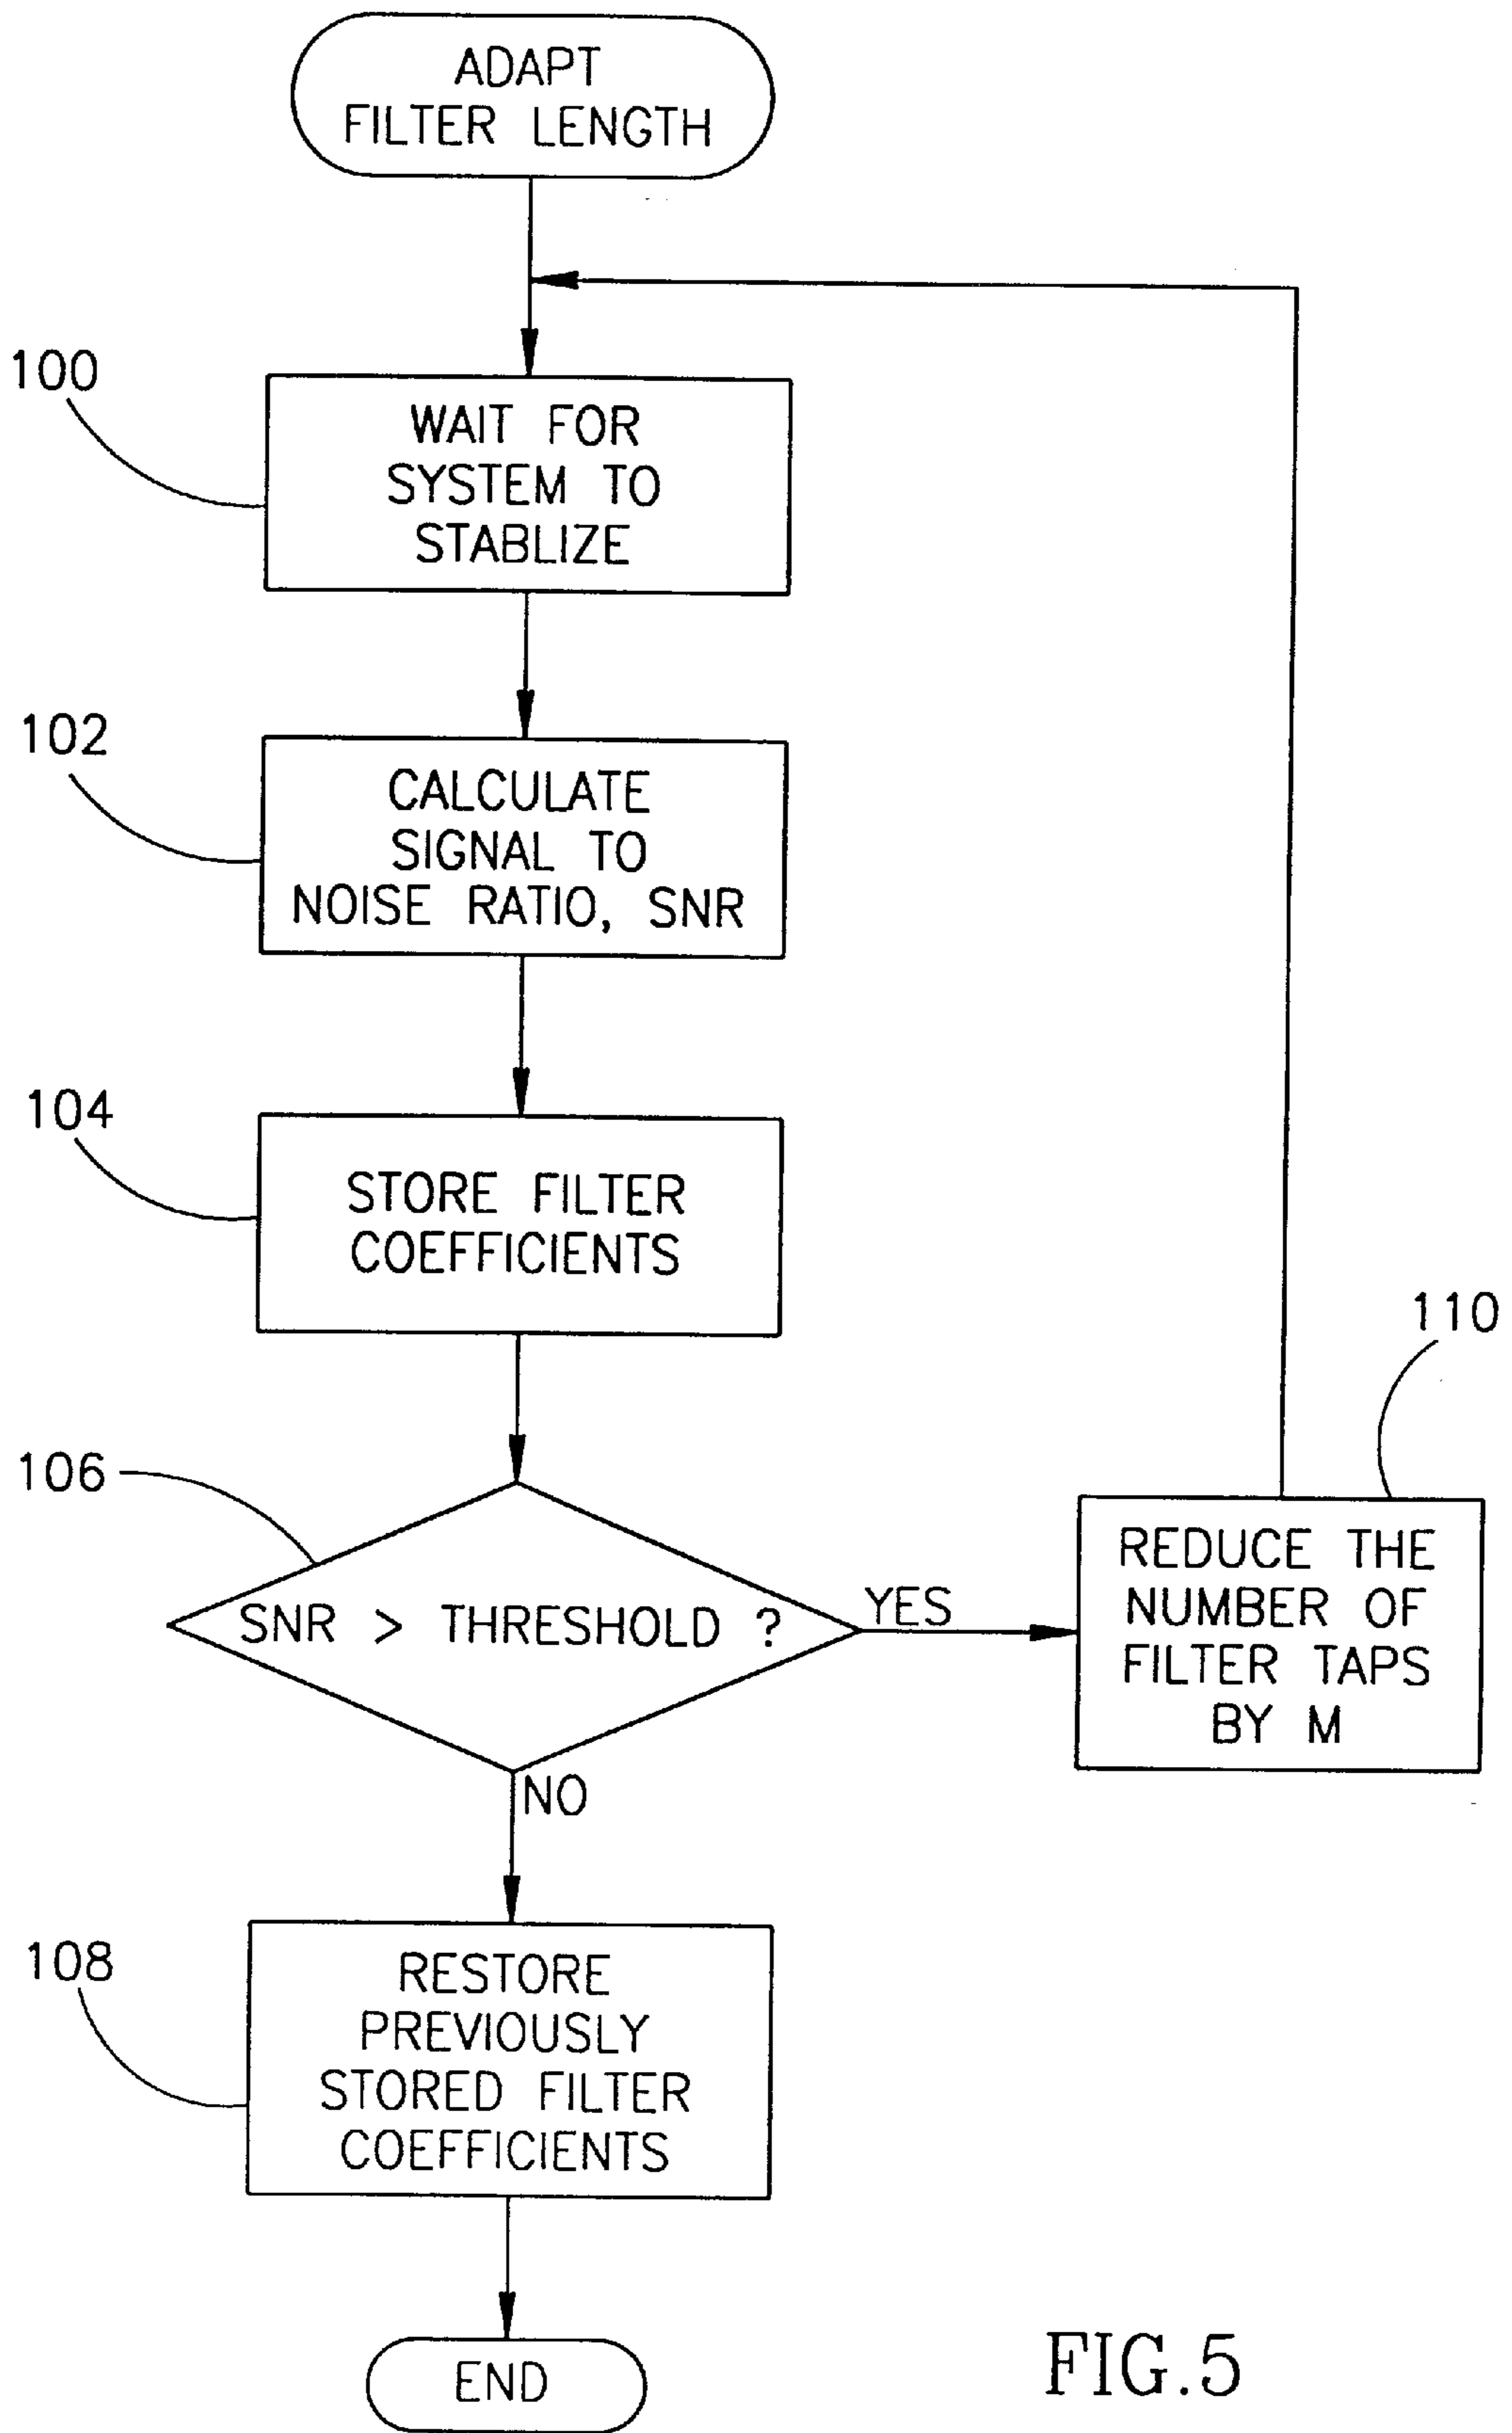 ADAPT
FILTER LENGTH
100
WAIT FOR
SYSTEM TO
STABLIZE
102
CALCULATE
SIGNAL TO
NOISE RATIO, SNR
104
STORE FILTER
COEFFICIENTS
106
SNR > THRESHOLD ?
YES
110
REDUCE THE
NUMBER OF
FILTER TAPS
BY M
NO
108
RESTORE
PREVIOUSLY
STORED FILTER
COEFFICIENTS
END
FIG.5